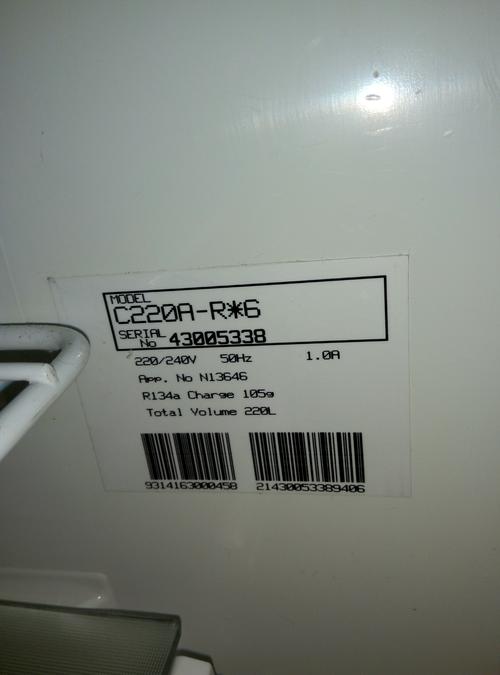 MODEL
C220A-R*6
SERIAL
No 43005338
220/240V 50Hz 1.0A
App. No N13646
R134a Charge 105g
Total Volume 220L
9314163000458 21430053389406